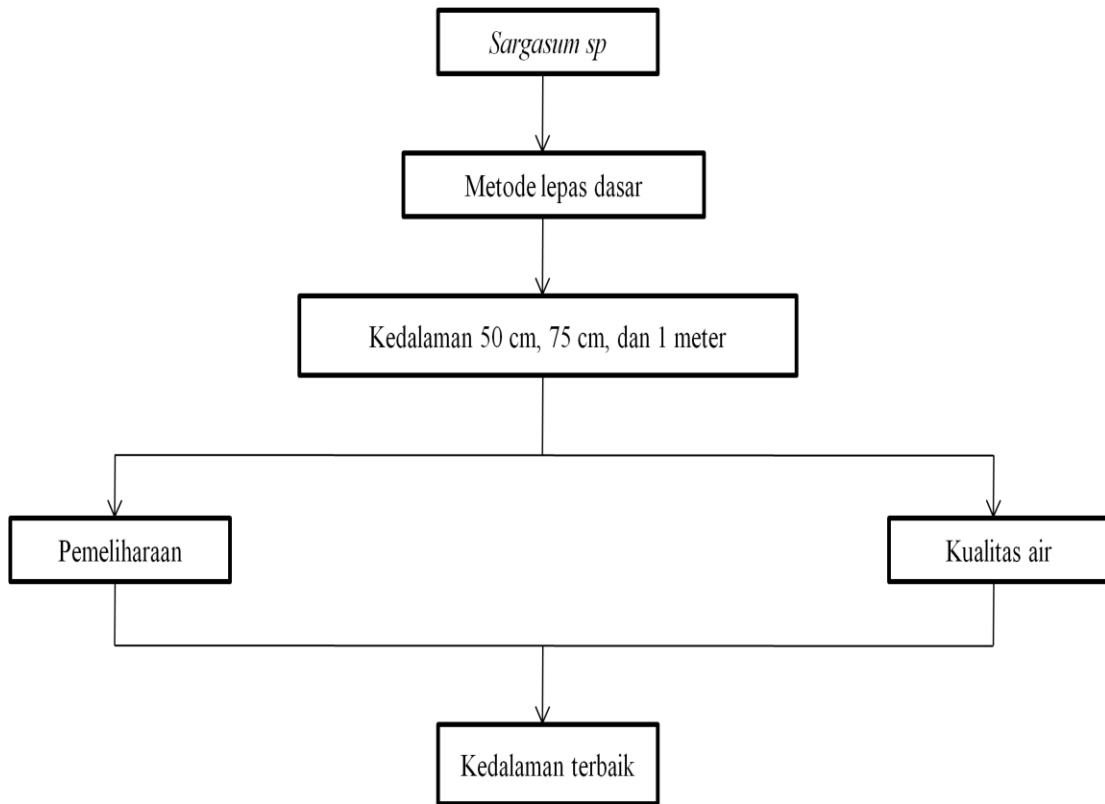 Sargasum sp
Metode lepas dasar
Kedalaman 50 cm, 75 cm, dan 1 meter
Pemeliharaan
Kualitas air
Kedalaman terbaik